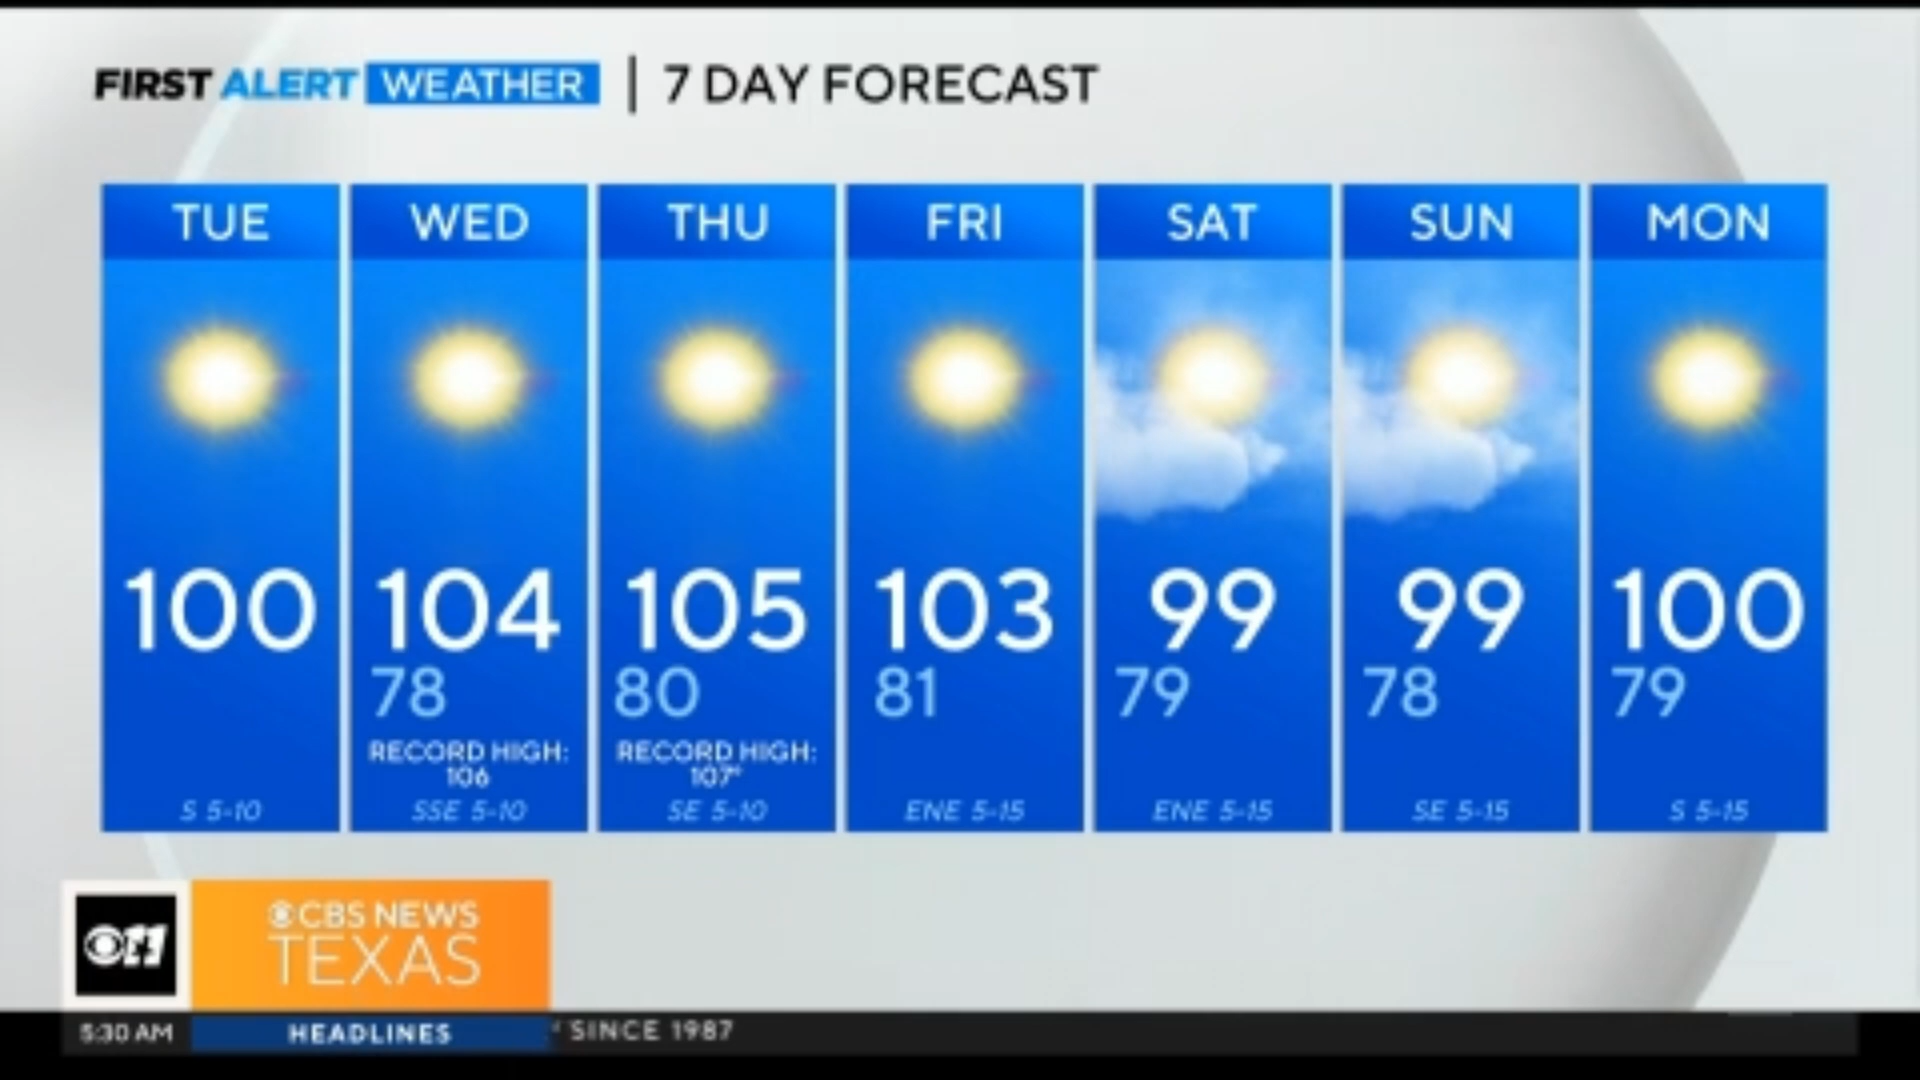 FIRST ALERT WEATHER | 7 DAY FORECAST
TUE WED THU FRI SAT SUN MON
100 104 105 103 99 99 100
78 80 81 79 78 79
RECORD HIGH: RECORD HIGH:
106 107°
S 5-10 SSE 5-10 SE 5-10 ENE 5-15 ENE 5-15 SE 5-15 S 5-15
11
CBS NEWS
TEXAS
5:30 AM HEADLINES SINCE 1987